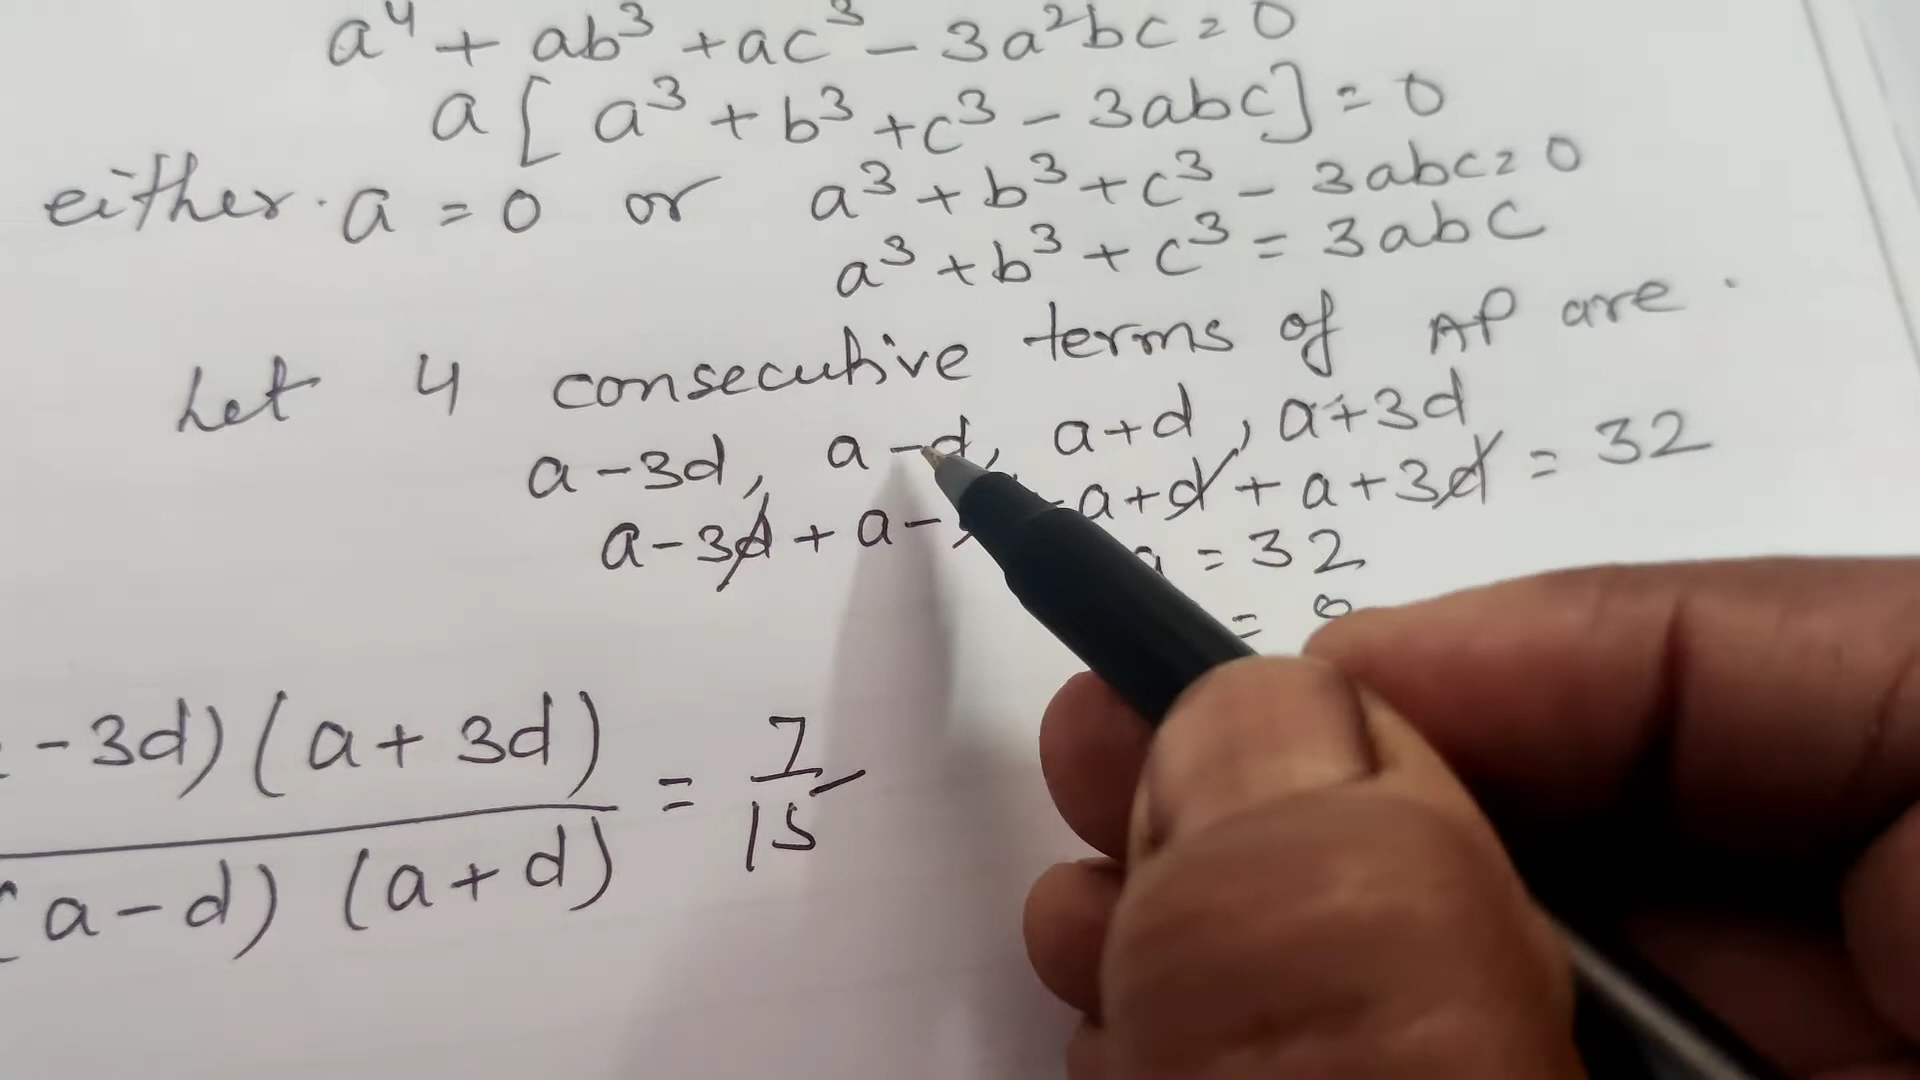 a⁴ + ab³ + ac³ - 3a²bc = 0
a [ a³ + b³ + c³ - 3abc] = 0
either. a = 0 or a³ + b³ + c³ - 3abc = 0
a³ + b³ + c³ = 3abc
Let 4 consecutive terms of AP are.
a - 3d, a - d, a + d, a + 3d
a - 3d + a - a + d + a + 3d = 32
= 32
= 8
- 3d) (a + 3d) / (a - d) (a + d) = 7/15